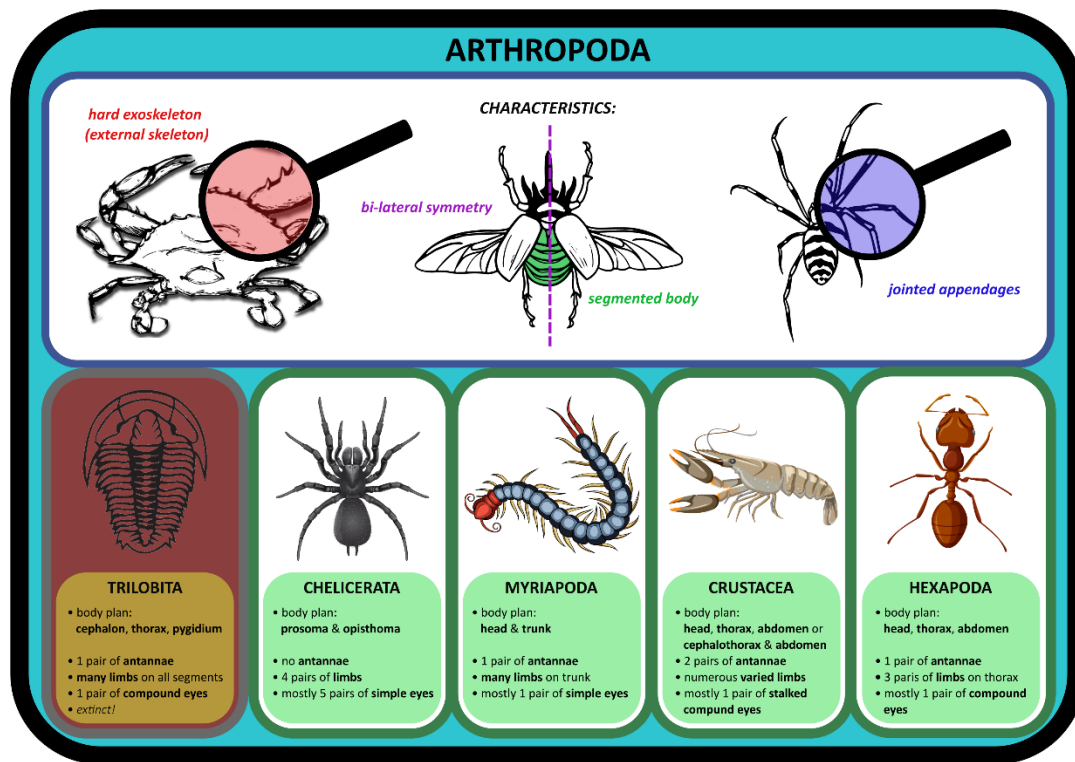 ARTHROPODA
CHARACTERISTICS:
hard exoskeleton
(external skeleton)
bi-lateral symmetry
segmented body
jointed appendages
TRILOBITA
• body plan:
cephalon, thorax, pygidium
• 1 pair of antannae
• many limbs on all segments
• 1 pair of compound eyes
• extinct!
CHELICERATA
• body plan:
prosoma & opisthoma
• no antannae
• 4 pairs of limbs
• mostly 5 pairs of simple eyes
MYRIAPODA
• body plan:
head & trunk
• 1 pair of antannae
• many limbs on trunk
• mostly 1 pair of simple eyes
CRUSTACEA
• body plan:
head, thorax, abdomen or
cephalothorax & abdomen
• 2 pairs of antannae
• numerous varied limbs
• mostly 1 pair of stalked
compund eyes
HEXAPODA
• body plan:
head, thorax, abdomen
• 1 pair of antannae
• 3 paris of limbs on thorax
• mostly 1 pair of compound
eyes